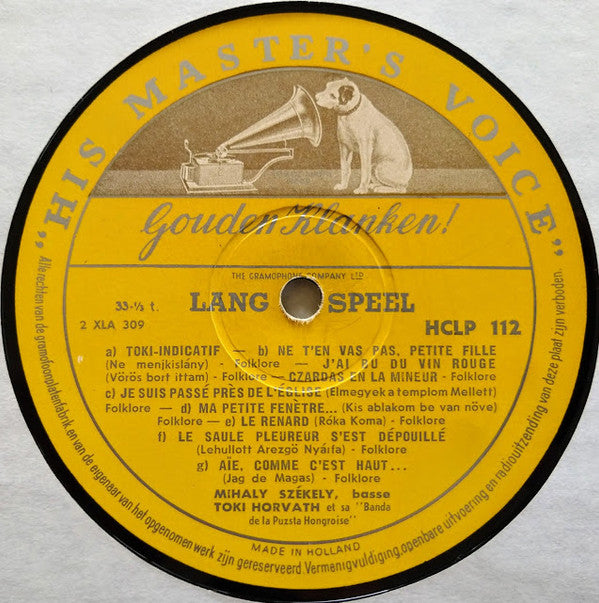 "HIS MASTER'S VOICE"
Gouden Klanken!
THE GRAMOPHONE COMPANY LTD.
LANG SPEEL
33-⅓ t.
2 XLA 309
HCLP 112
a) TOKI-INDICATIF — b) NE T'EN VAS PAS, PETITE FILLE
(Ne menjkislány) - Folklore — J'AI BU DU VIN ROUGE
(Vörös bort ittam) - Folklore — CZARDAS EN LA MINEUR - Folklore
c) JE SUIS PASSÉ PRÈS DE L'ÉGLISE (Elmegyek a templom Mellett)
Folklore — d) MA PETITE FENÊTRE... (Kis ablakom be van növe)
Folklore — e) LE RENARD (Róka Koma) - Folklore
f) LE SAULE PLEUREUR S'EST DÉPOUILLÉ
(Lehullott Arezgö Nyáifa) - Folklore
g) AÏE, COMME C'EST HAUT...
(Jag de Magas) - Folklore
MIHALY SZÉKELY, basse
TOKI HORVATH et sa "Banda
de la Puzsta Hongroise"
MADE IN HOLLAND
Alle rechten van de gramofoonplatenfabriek en van de eigenaar van het opgenomen werk zijn gereserveerd. Vermenigvuldiging, openbare uitvoering en radiouitzending van deze plaat zijn verboden.